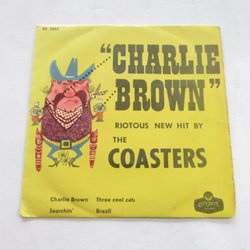 "CHARLIE
BROWN"
RIOTOUS NEW HIT BY
THE
COASTERS
Charlie Brown Three cool cats
Searchin' Brazil
LONDON